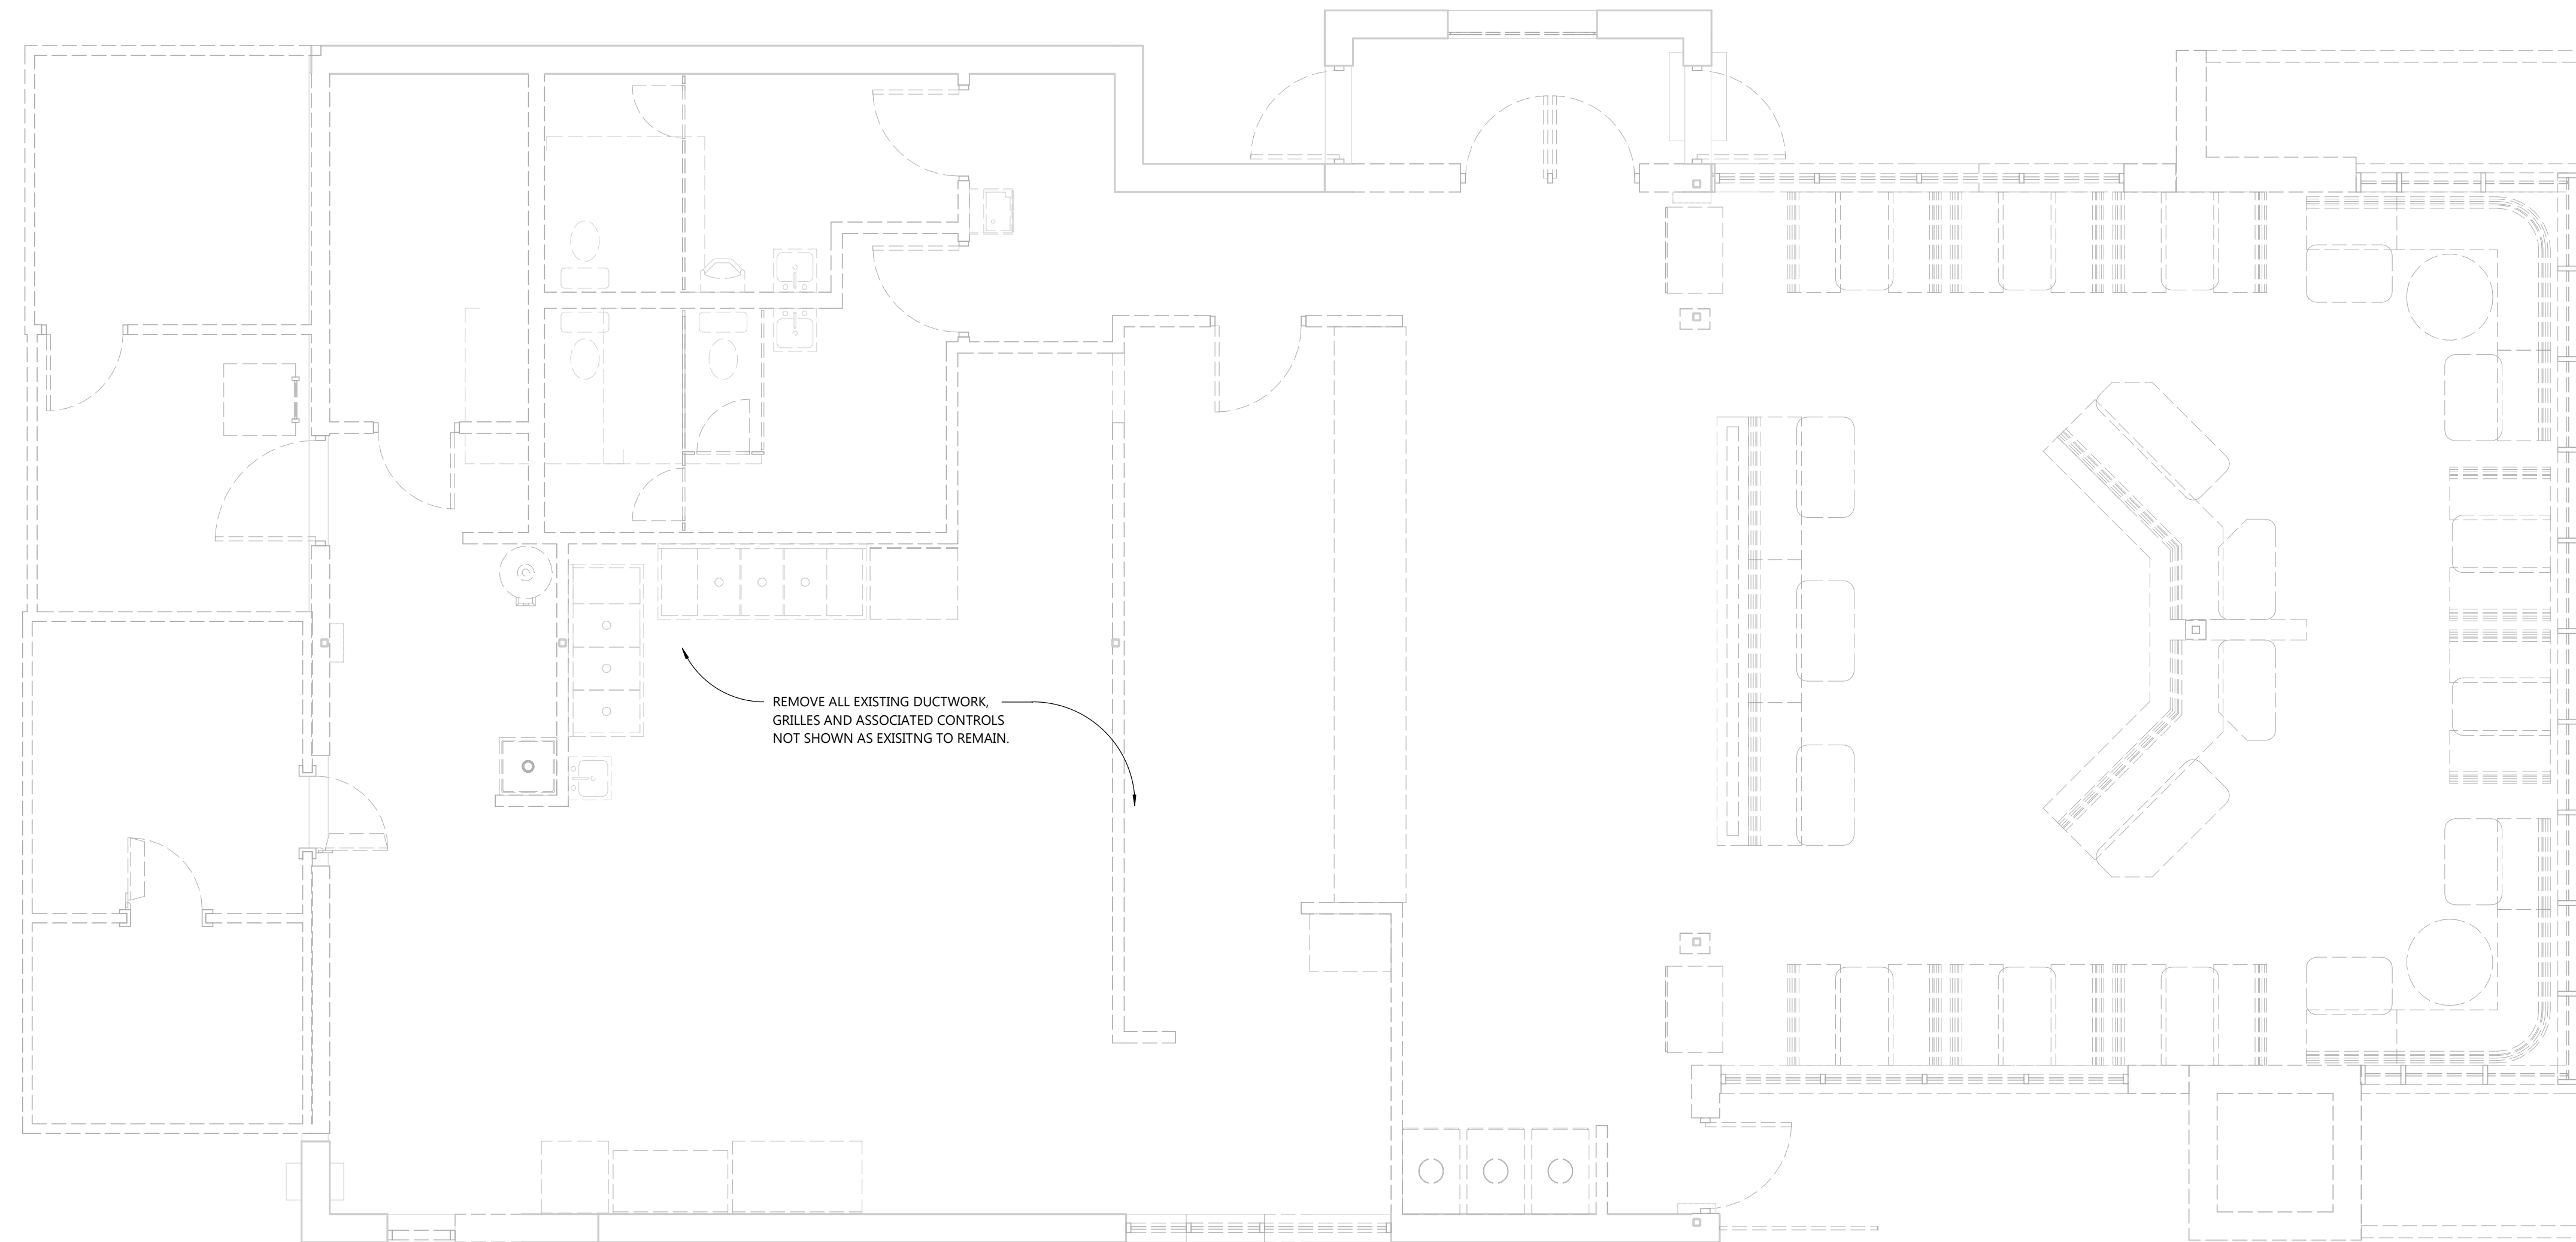 REMOVE ALL EXISTING DUCTWORK,
GRILLES AND ASSOCIATED CONTROLS
NOT SHOWN AS EXISITNG TO REMAIN.